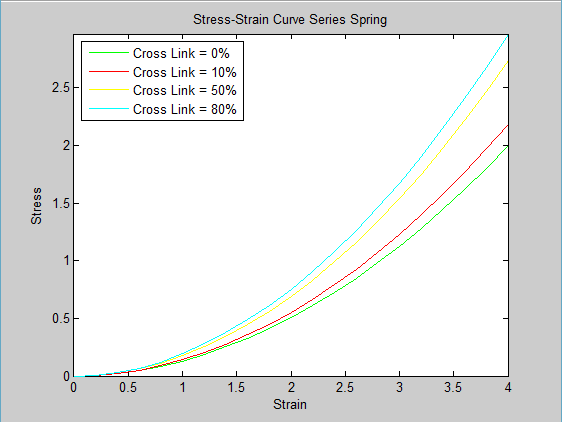 Stress-Strain Curve Series Spring
Cross Link = 0%
Cross Link = 10%
Cross Link = 50%
Cross Link = 80%
Stress
2.5
2
1.5
1
0.5
0
0 0.5 1 1.5 2 2.5 3 3.5 4
Strain